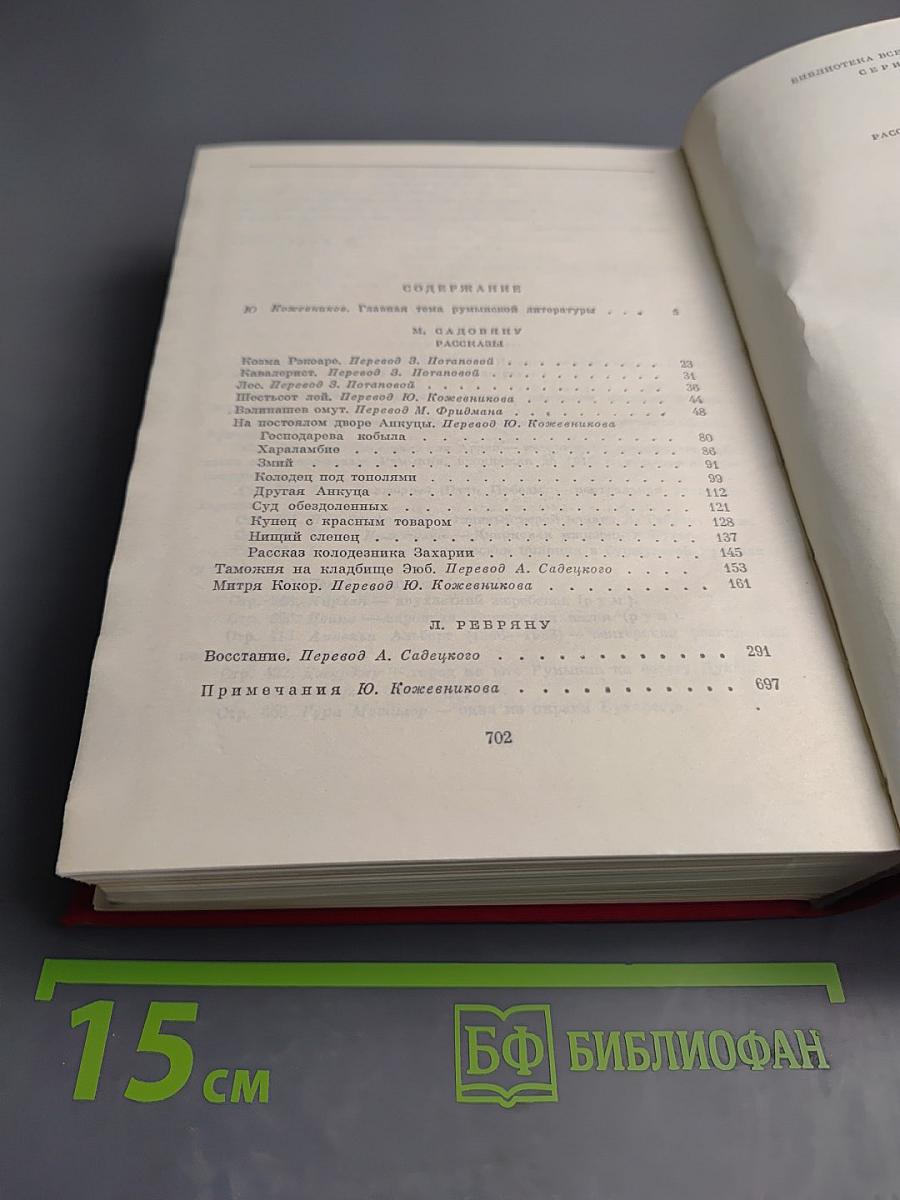 СОДЕРЖАНИЕ
Ю Кожевников. Главная тема румынской литературы . . . 5
М. САДОВЯНУ
РАССКАЗЫ
Козма Рэкоаре. Перевод З. Потаповой . . . . . . . . . . 23
Кавалерист. Перевод З. Потаповой . . . . . . . . . . . 31
Лес. Перевод З. Потаповой . . . . . . . . . . . . . . 36
Шестьсот лей. Перевод Ю. Кожевникова . . . . . . . . . 44
Вэлинашев омут. Перевод М. Фридмана . . . . . . . . . 48
На постоялом дворе Анкуцы. Перевод Ю. Кожевникова
Господарева кобыла . . . . . . . . . . . . . . . 80
Хараламбие . . . . . . . . . . . . . . . . . . 86
Змий . . . . . . . . . . . . . . . . . . . . . 91
Колодец под тополями . . . . . . . . . . . . . . 99
Другая Анкуца . . . . . . . . . . . . . . . . . 112
Суд обездоленных . . . . . . . . . . . . . . . . 121
Купец с красным товаром . . . . . . . . . . . . . 128
Нищий слепец . . . . . . . . . . . . . . . . . 137
Рассказ колодезника Захарии . . . . . . . . . . . 145
Таможня на кладбище Эюб. Перевод А. Садецкого . . . . 153
Митря Кокор. Перевод Ю. Кожевникова . . . . . . . . . 161
Л. РЕБРЯНУ
Восстание. Перевод А. Садецкого . . . . . . . . . . . . 291
Примечания Ю. Кожевникова . . . . . . . . . . . 697
702
БИБЛИОТЕКА
15 см
БФ БИБЛИОФАН